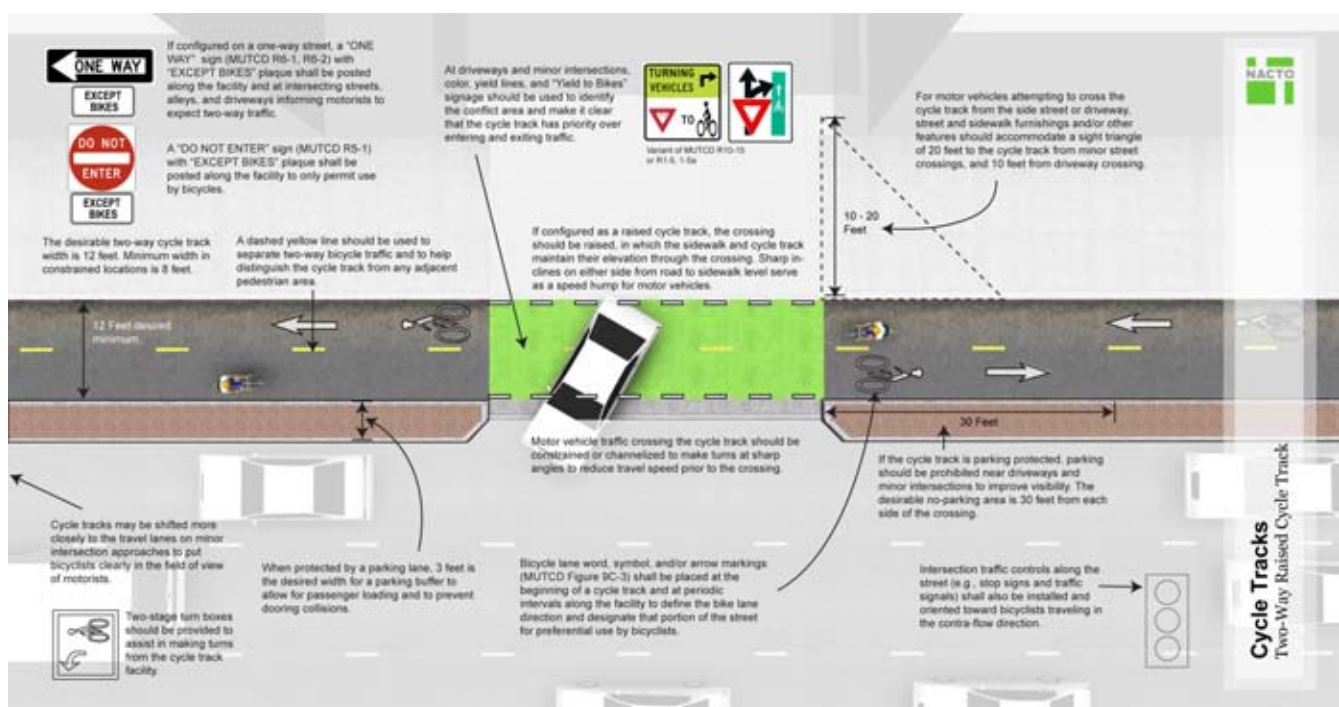 ONE WAY
EXCEPT
BIKES
DO NOT
ENTER
EXCEPT
BIKES
If configured on a one-way street, a "ONE
WAY" sign (MUTCD R6-1, R6-2) with
"EXCEPT BIKES" plaque shall be posted
along the facility and at intersecting streets,
alleys, and driveways informing motorists to
expect two-way traffic.
A "DO NOT ENTER" sign (MUTCD R5-1)
with "EXCEPT BIKES" plaque shall be
posted along the facility to only permit use
by bicycles.
At driveways and minor intersections,
color, yield lines, and "Yield to Bikes"
signage should be used to identify
the conflict area and make it clear
that the cycle track has priority over
entering and exiting traffic.
TURNING
VEHICLES
TO
Variant of MUTCD R10-15
or R1-5, 1-5a
For motor vehicles attempting to cross the
cycle track from the side street or driveway,
street and sidewalk furnishings and/or other
features should accommodate a sight triangle
of 20 feet to the cycle track from minor street
crossings, and 10 feet from driveway crossing.
NACTO
The desirable two-way cycle track
width is 12 feet. Minimum width in
constrained locations is 8 feet.
A dashed yellow line should be used to
separate two-way bicycle traffic and to help
distinguish the cycle track from any adjacent
pedestrian area.
If configured as a raised cycle track, the crossing
should be raised, in which the sidewalk and cycle track
maintain their elevation through the crossing. Sharp in-
clines on either side from road to sidewalk level serve
as a speed hump for motor vehicles.
10 - 20
Feet
12 Feet desired
minimum
30 Feet
Motor vehicle traffic crossing the cycle track should be
constrained or channelized to make turns at sharp
angles to reduce travel speed prior to the crossing.
If the cycle track is parking protected, parking
should be prohibited near driveways and
minor intersections to improve visibility. The
desirable no-parking area is 30 feet from each
side of the crossing.
Cycle tracks may be shifted more
closely to the travel lanes on minor
intersection approaches to put
bicyclists clearly in the field of view
of motorists.
When protected by a parking lane, 3 feet is
the desired width for a parking buffer to
allow for passenger loading and to prevent
dooring collisions.
Bicycle lane word, symbol, and/or arrow markings
(MUTCD Figure 9C-3) shall be placed at the
beginning of a cycle track and at periodic
intervals along the facility to define the bike lane
direction and designate that portion of the street
for preferential use by bicyclists.
Intersection traffic controls along the
street (e.g., stop signs and traffic
signals) shall also be installed and
oriented toward bicyclists traveling in
the contra-flow direction.
Two-stage turn boxes
should be provided to
assist in making turns
from the cycle track
facility.
Cycle Tracks
Two-Way Raised Cycle Track